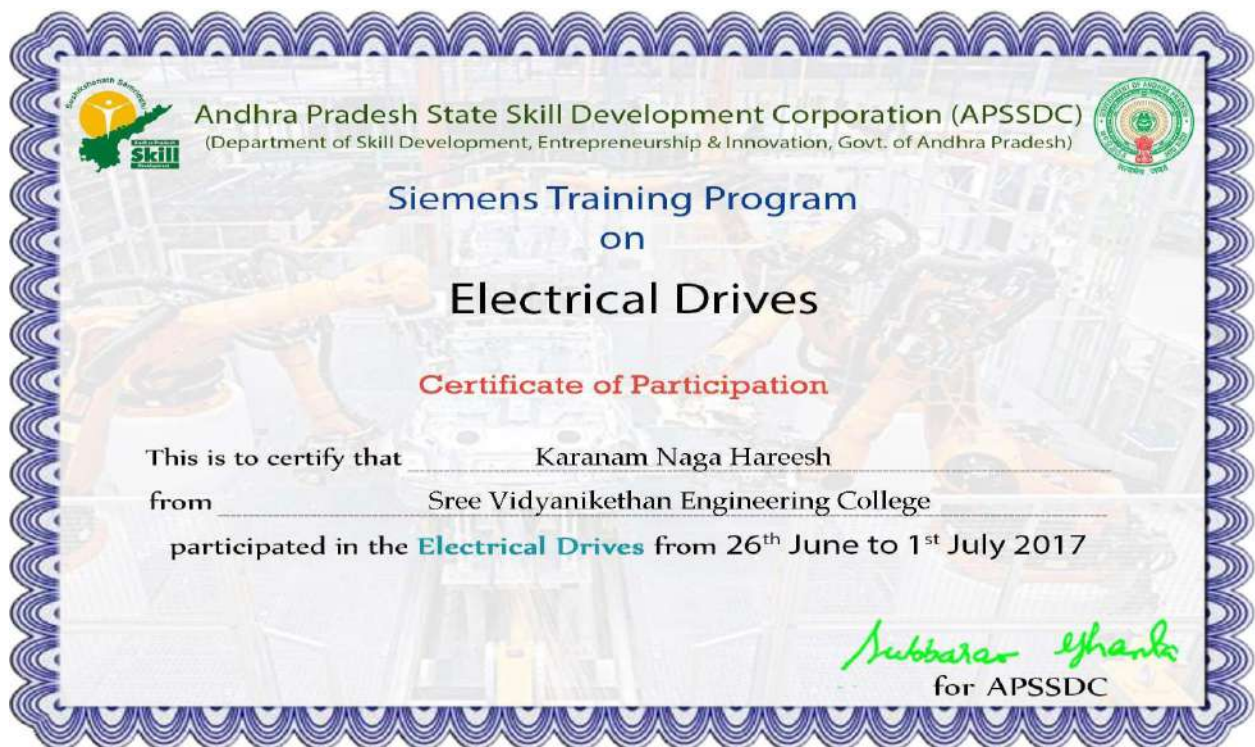 Andhra Pradesh State Skill Development Corporation (APSSDC)
(Department of Skill Development, Entrepreneurship & Innovation, Govt. of Andhra Pradesh)
Skill
Siemens Training Program
on
Electrical Drives
Certificate of Participation
This is to certify that Karanam Naga Hareesh
from Sree Vidyanikethan Engineering College
participated in the Electrical Drives from 26th June to 1st July 2017
Subbarao
for APSSDC